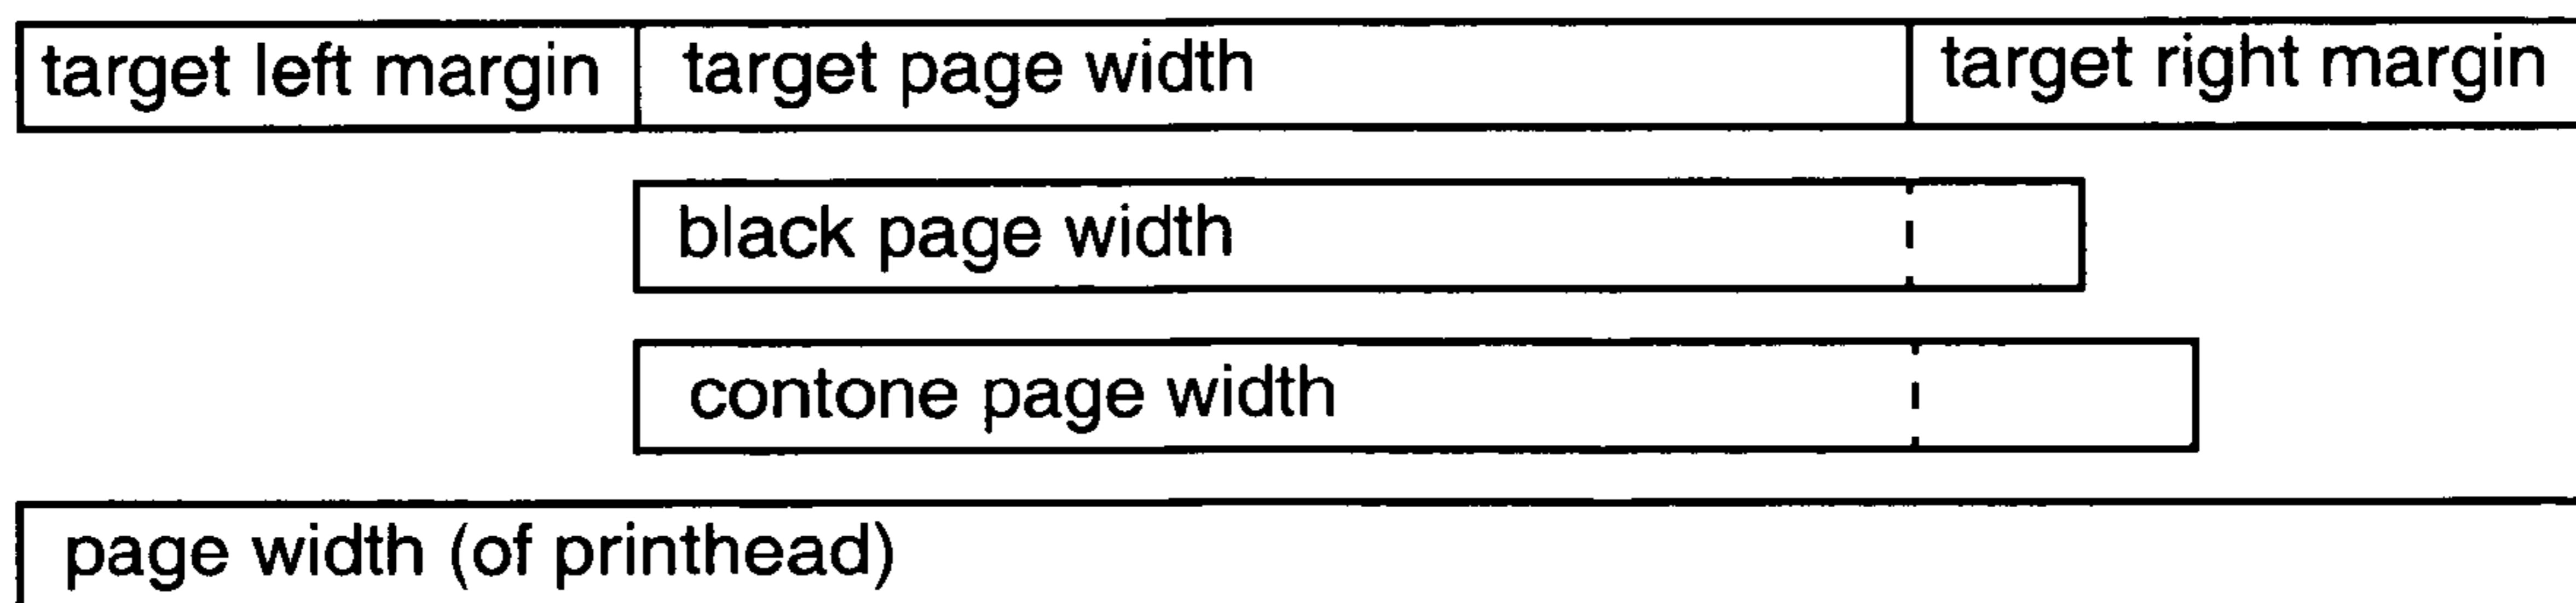 target left margin target page width target right margin
black page width
contone page width
page width (of printhead)